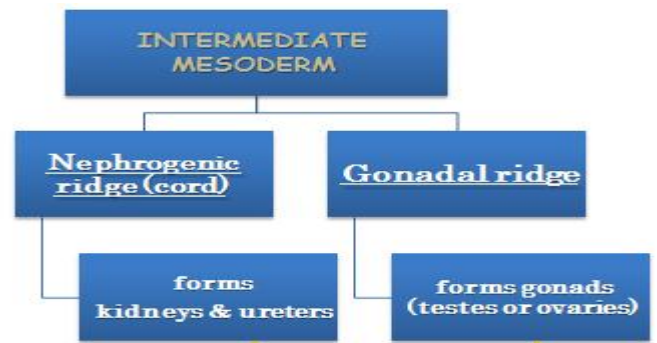 INTERMEDIATE
MESODERM
Nephrogenic
ridge (cord)
Gonadal ridge
forms
kidneys & ureters
forms gonads
(testes or ovaries)